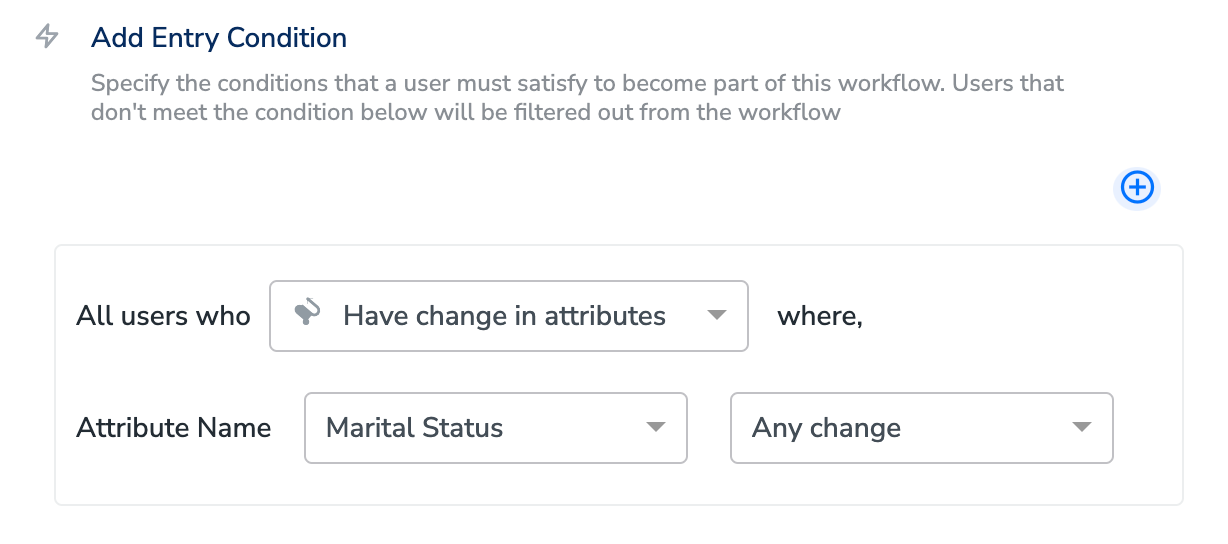 Add Entry Condition
Specify the conditions that a user must satisfy to become part of this workflow. Users that
don't meet the condition below will be filtered out from the workflow
All users who Have change in attributes where,
Attribute Name Marital Status Any change